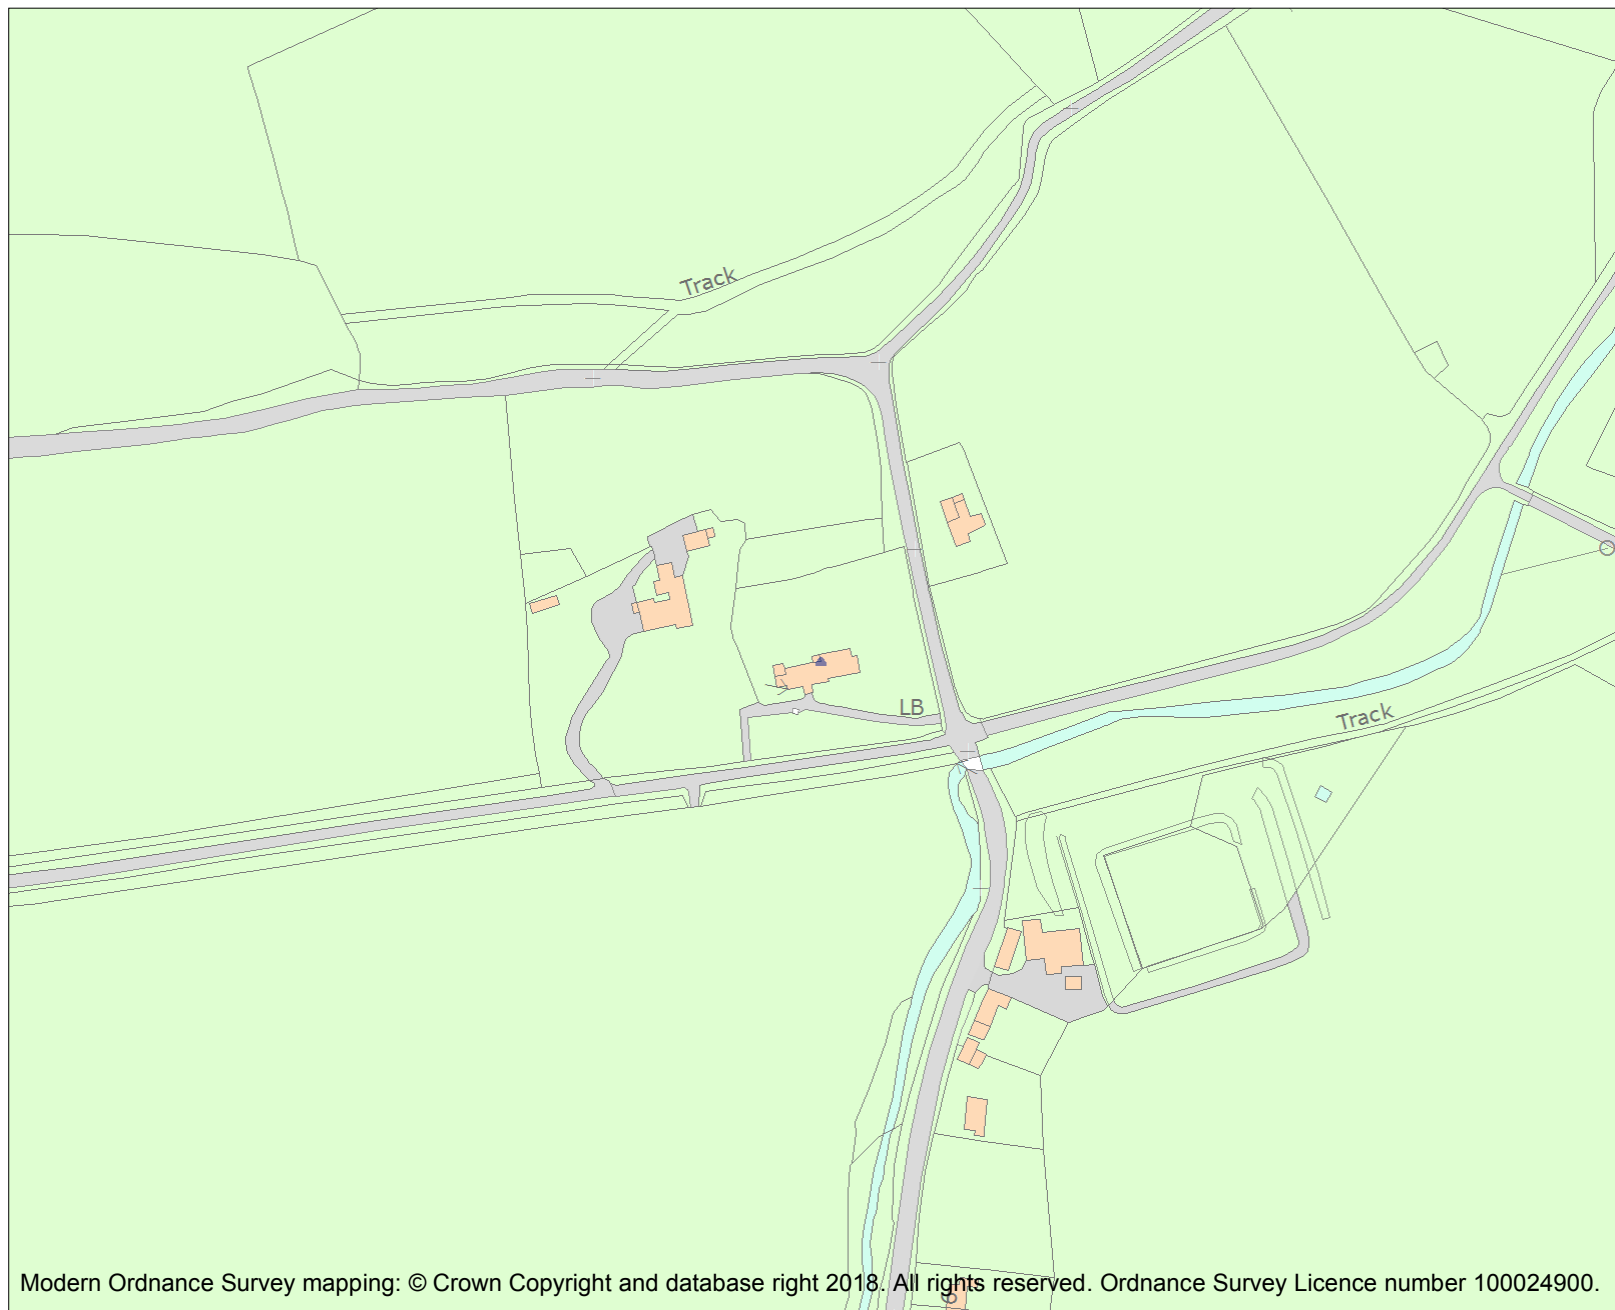 Track
LB
Track
Modern Ordnance Survey mapping: © Crown Copyright and database right 2018. All rights reserved. Ordnance Survey Licence number 100024900.